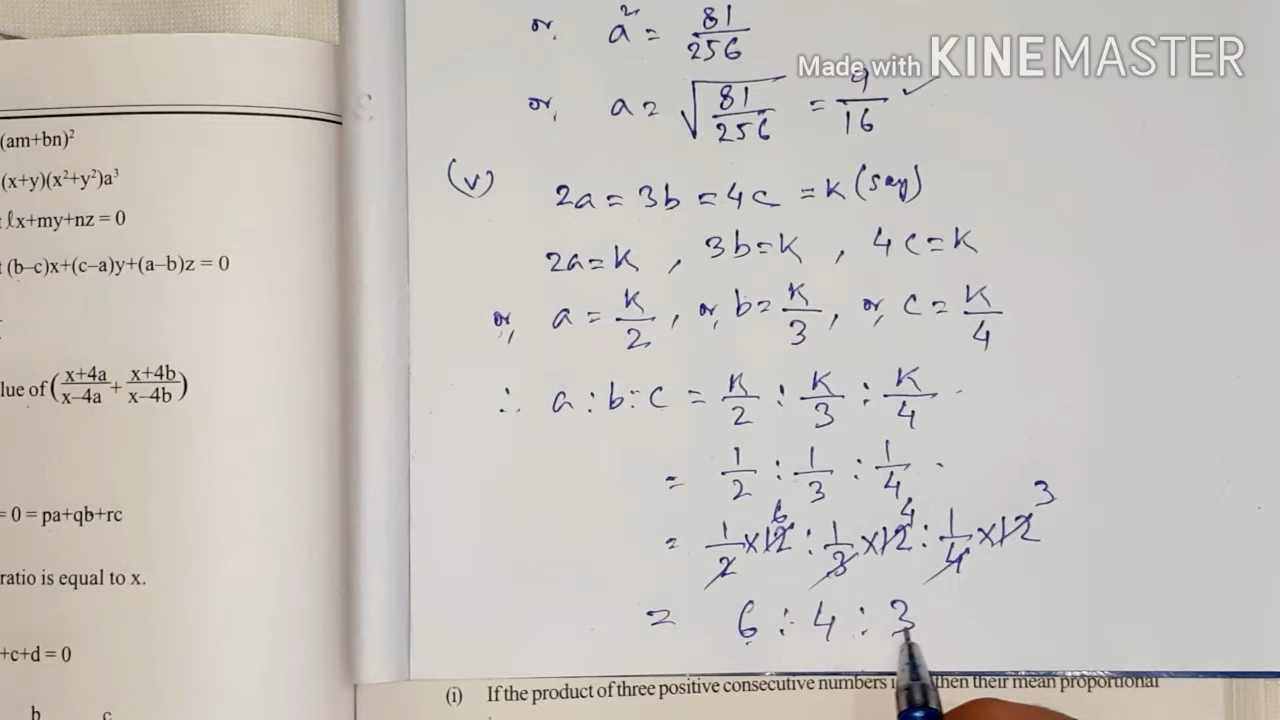 (am+bn)²
(x+y)(x²+y²)a³
ℓx+my+nz = 0
(b–c)x+(c–a)y+(a–b)z = 0
lue of (x+4a/x–4a + x+4b/x–4b)
= 0 = pa+qb+rc
ratio is equal to x.
+c+d = 0
b c
Made with KINEMASTER
or, a² = 81/256
or, a = √(81/256) = 9/16 ✓
(v) 2a = 3b = 4c = K (say)
2a = K , 3b = K , 4c = K
or, a = K/2 , or, b = K/3 , or, c = K/4
∴ a : b : c = K/2 : K/3 : K/4
= 1/2 : 1/3 : 1/4
= 1/2 × 12 6 : 1/3 × 12 4 : 1/4 × 12 3
= 6 : 4 : 3
(i) If the product of three positive consecutive numbers then their mean proportional